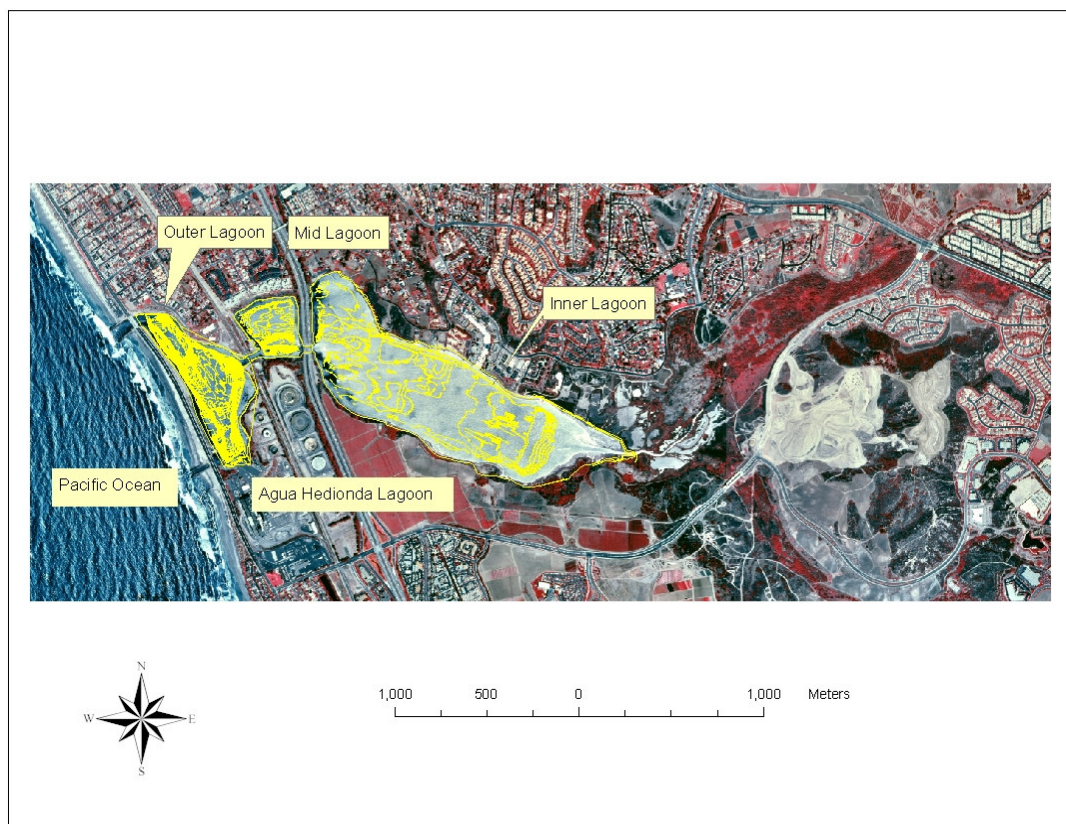 Outer Lagoon
Mid Lagoon
Inner Lagoon
Pacific Ocean
Agua Hedionda Lagoon
N
W E
S
1,000 500 0 1,000 Meters